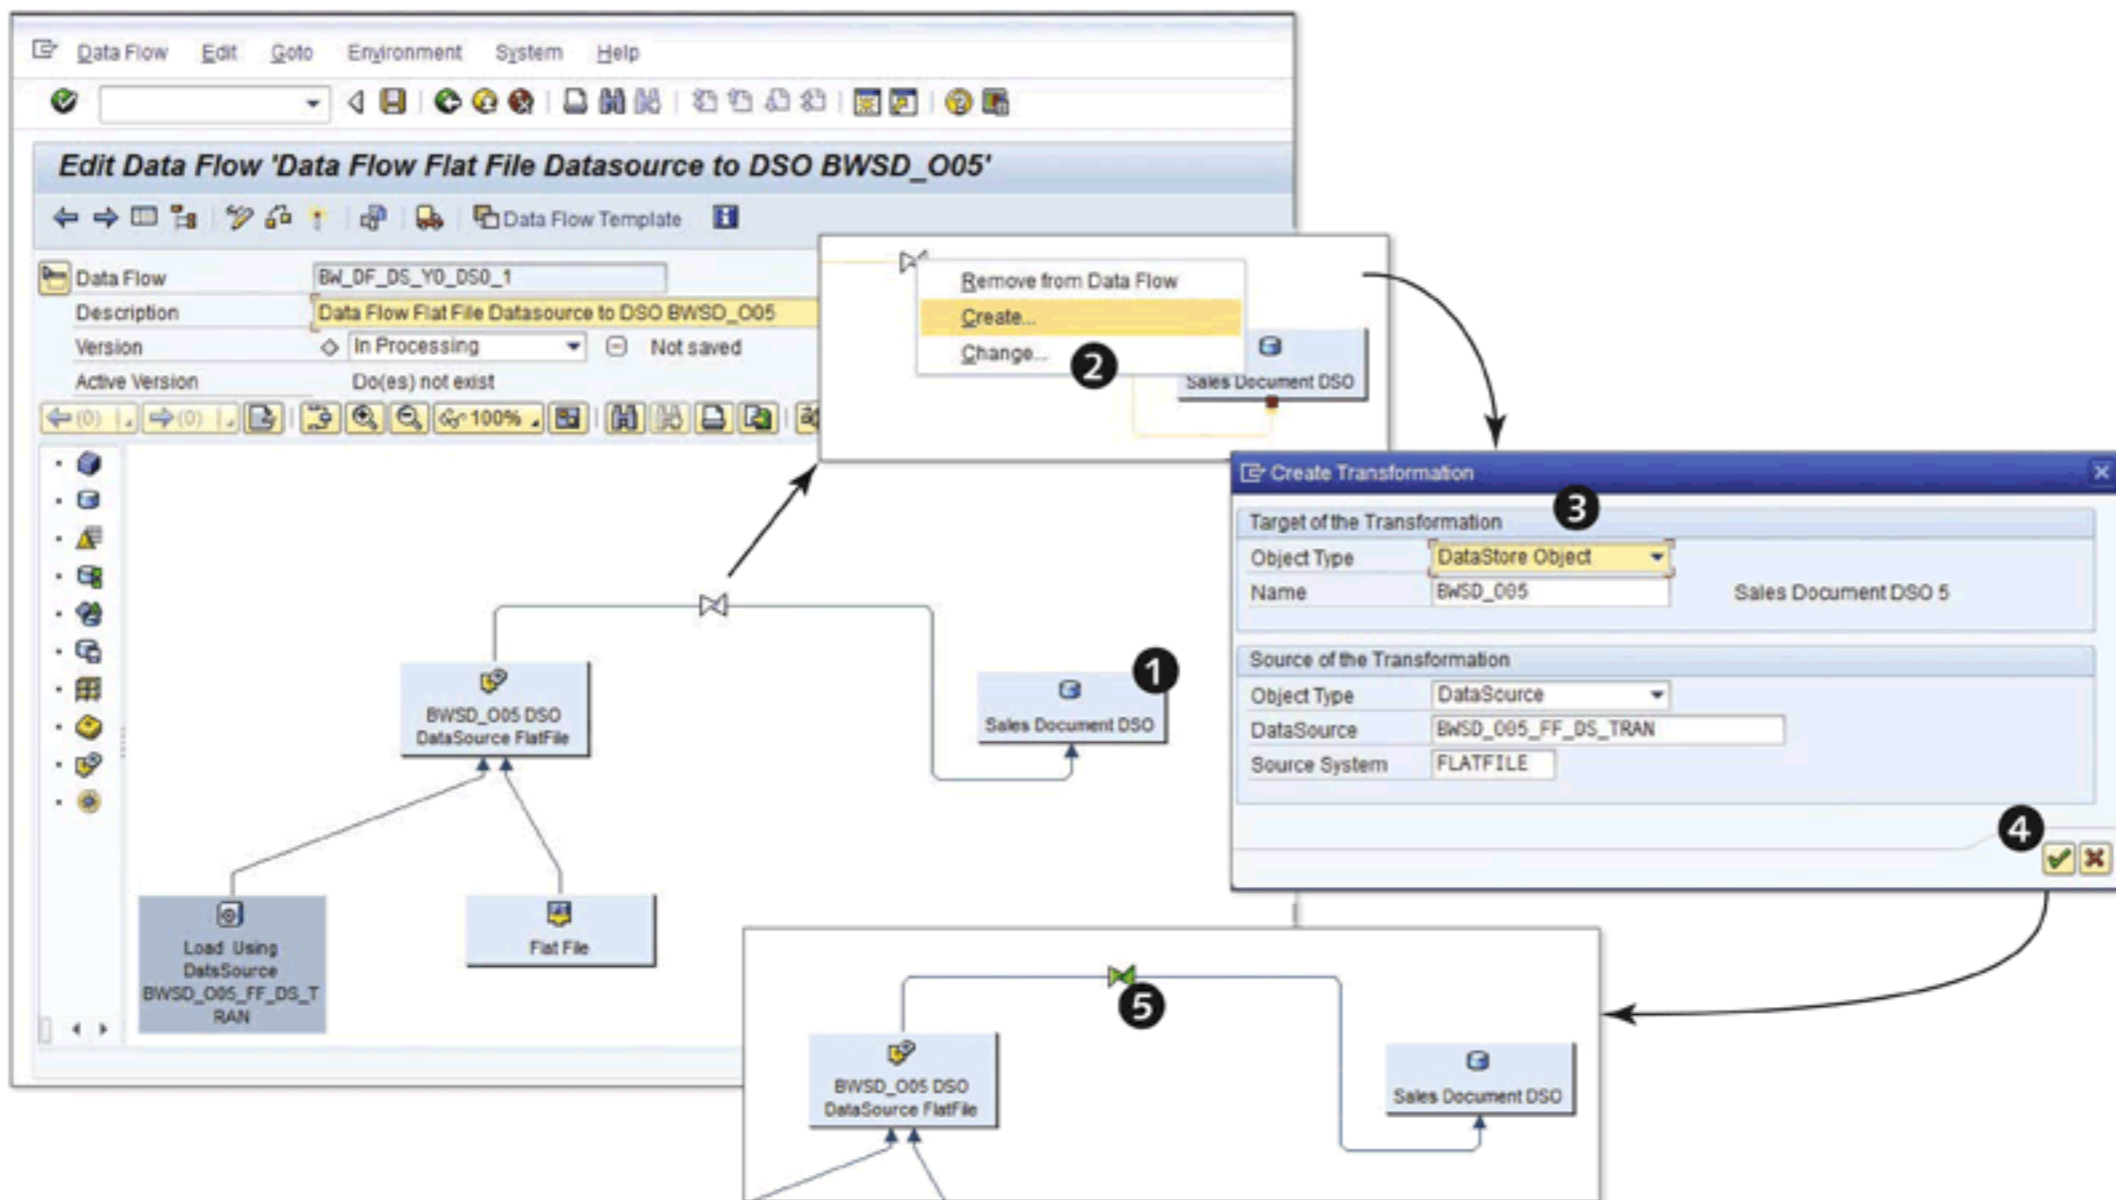 Data Flow Edit Goto Environment System Help
Edit Data Flow 'Data Flow Flat File Datasource to DSO BWSD_O05'
Data Flow Template
Data Flow BW_DF_DS_Y0_DSO_1
Description Data Flow Flat File Datasource to DSO BWSD_O05
Version In Processing Not saved
Active Version Do(es) not exist
(0) (0) 100%
Remove from Data Flow
Create...
Change...
2
Sales Document DSO
Create Transformation
3
Target of the Transformation
Object Type DataStore Object
Name BWSD_O05 Sales Document DSO 5
Source of the Transformation
Object Type DataSource
DataSource BWSD_O05_FF_DS_TRAN
Source System FLATFILE
4
1
BWSD_O05 DSO
DataSource FlatFile
Sales Document DSO
Load Using
DatsSource
BWSD_O05_FF_DS_T
RAN
Flat File
5
BWSD_O05 DSO
DataSource FlatFile
Sales Document DSO